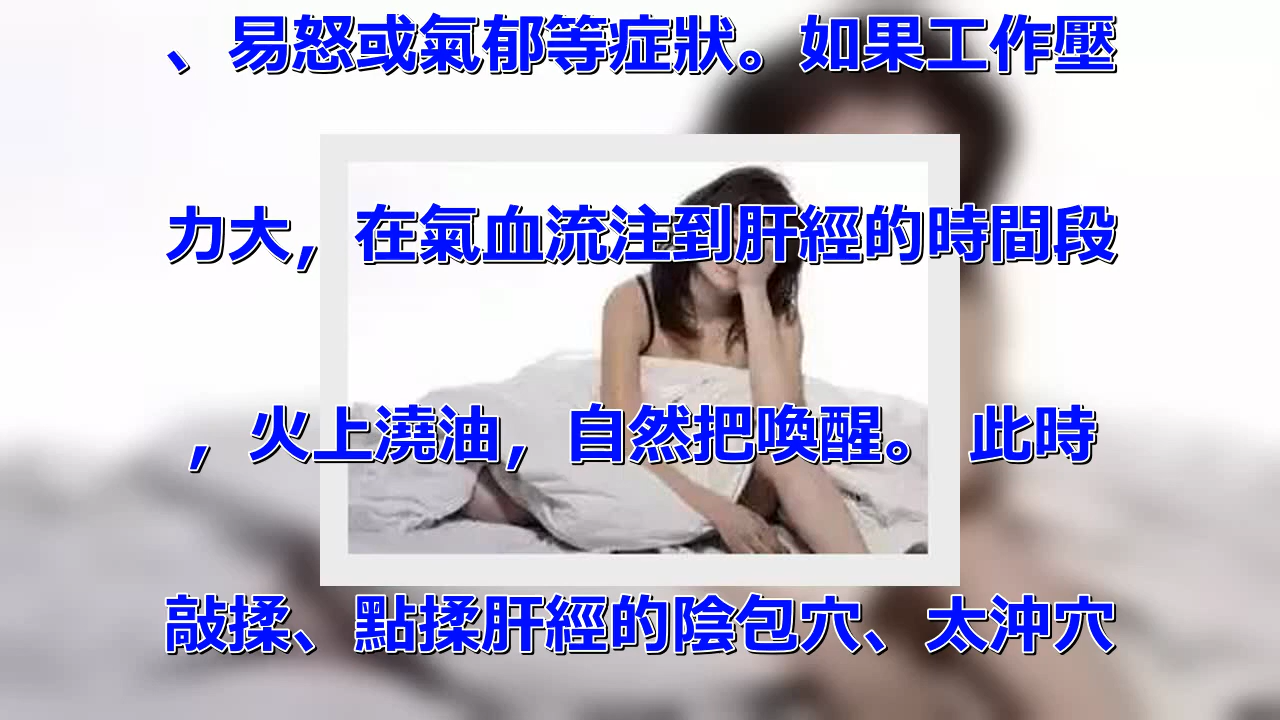 、易怒或氣郁等症狀。如果工作壓
力大，在氣血流注到肝經的時間段
，火上澆油，自然把喚醒。 此時
敲揉、點揉肝經的陰包穴、太沖穴